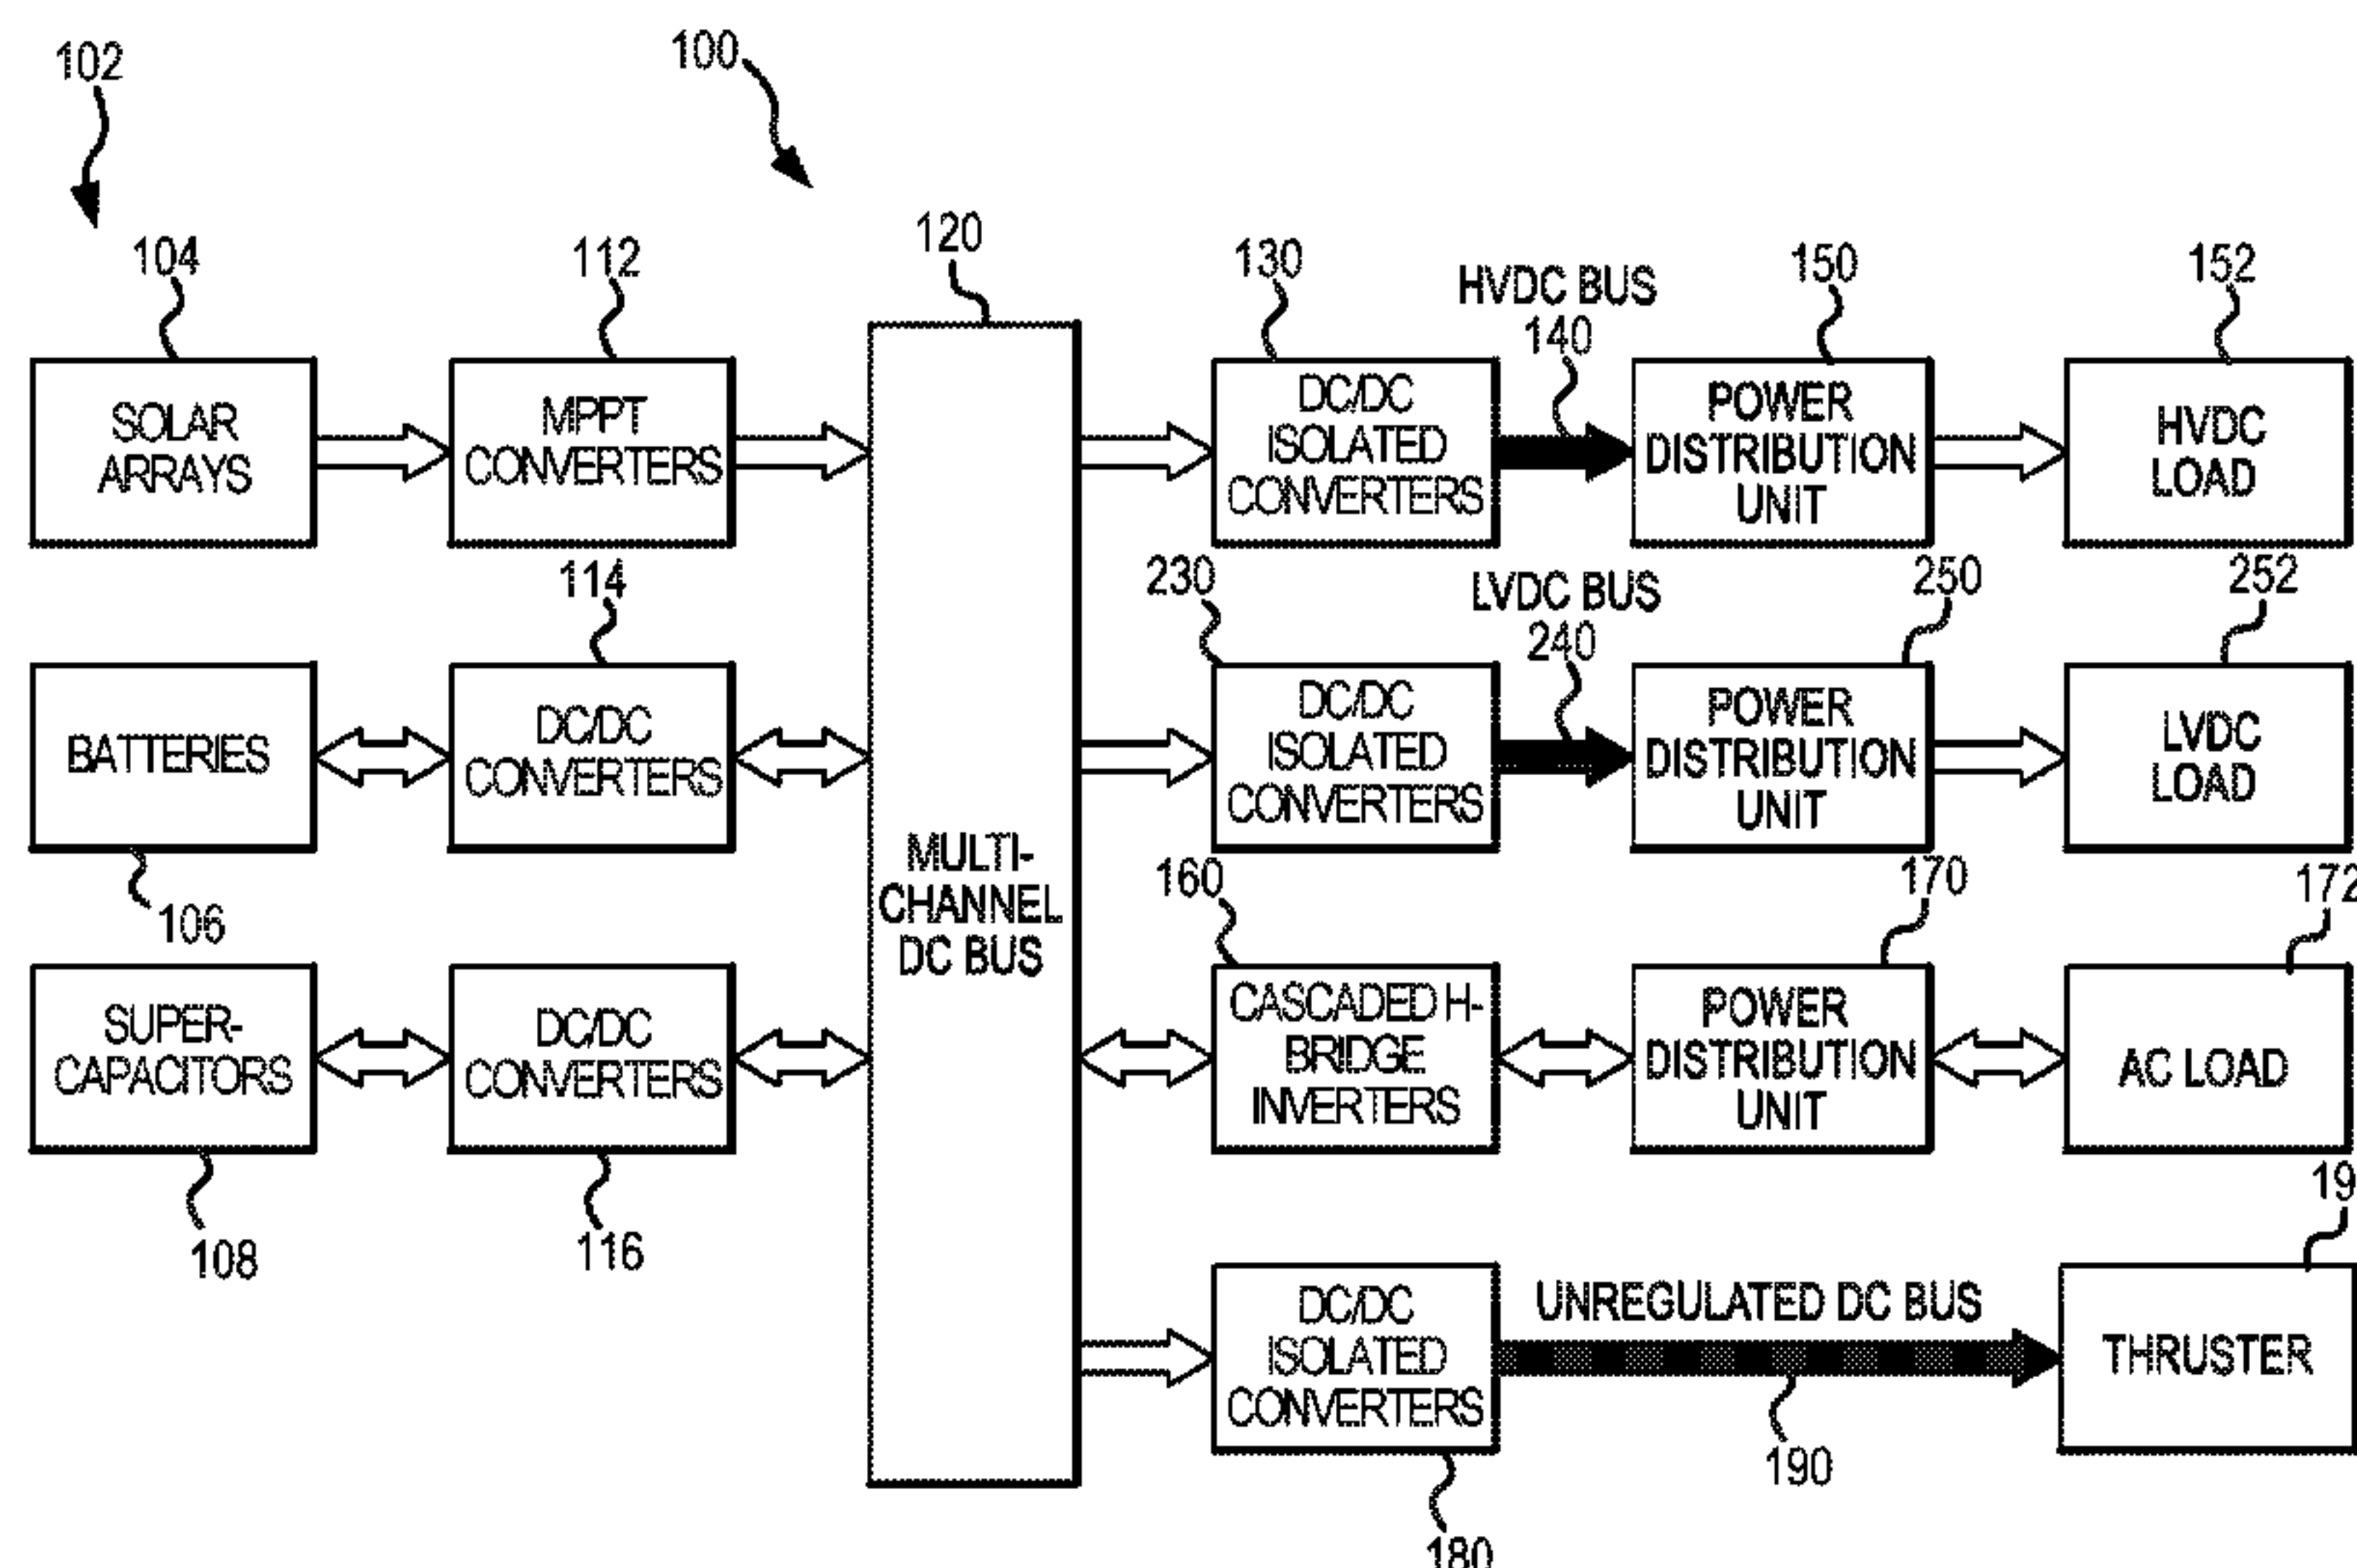 102
100
104
112
120
130
HVDC BUS
140
150
152
SOLAR
ARRAYS
MPPT
CONVERTERS
DC/DC
ISOLATED
CONVERTERS
POWER
DISTRIBUTION
UNIT
HVDC
LOAD
114
230
LVDC BUS
240
250
252
BATTERIES
DC/DC
CONVERTERS
DC/DC
ISOLATED
CONVERTERS
POWER
DISTRIBUTION
UNIT
LVDC
LOAD
106
MULTI-
CHANNEL
DC BUS
160
170
172
SUPER-
CAPACITORS
DC/DC
CONVERTERS
CASCADED H-
BRIDGE
INVERTERS
POWER
DISTRIBUTION
UNIT
AC LOAD
108
116
19
DC/DC
ISOLATED
CONVERTERS
UNREGULATED DC BUS
THRUSTER
190
180